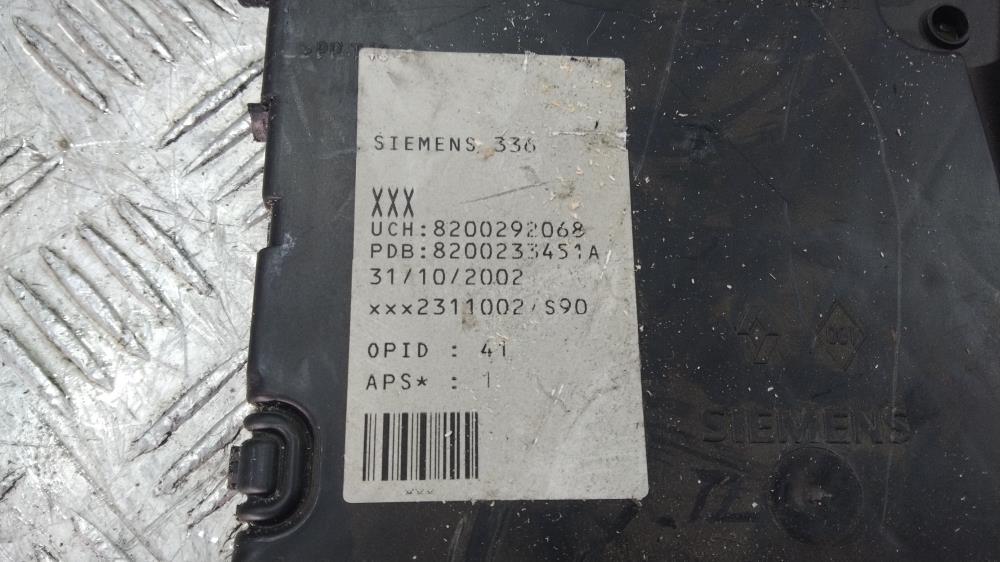 SIEMENS 336
XXX
UCH:8200292068
PDB:8200233451A
31/10/2002
xxx2311002/S90
OPID : 41
APS* : 1
SIEMENS